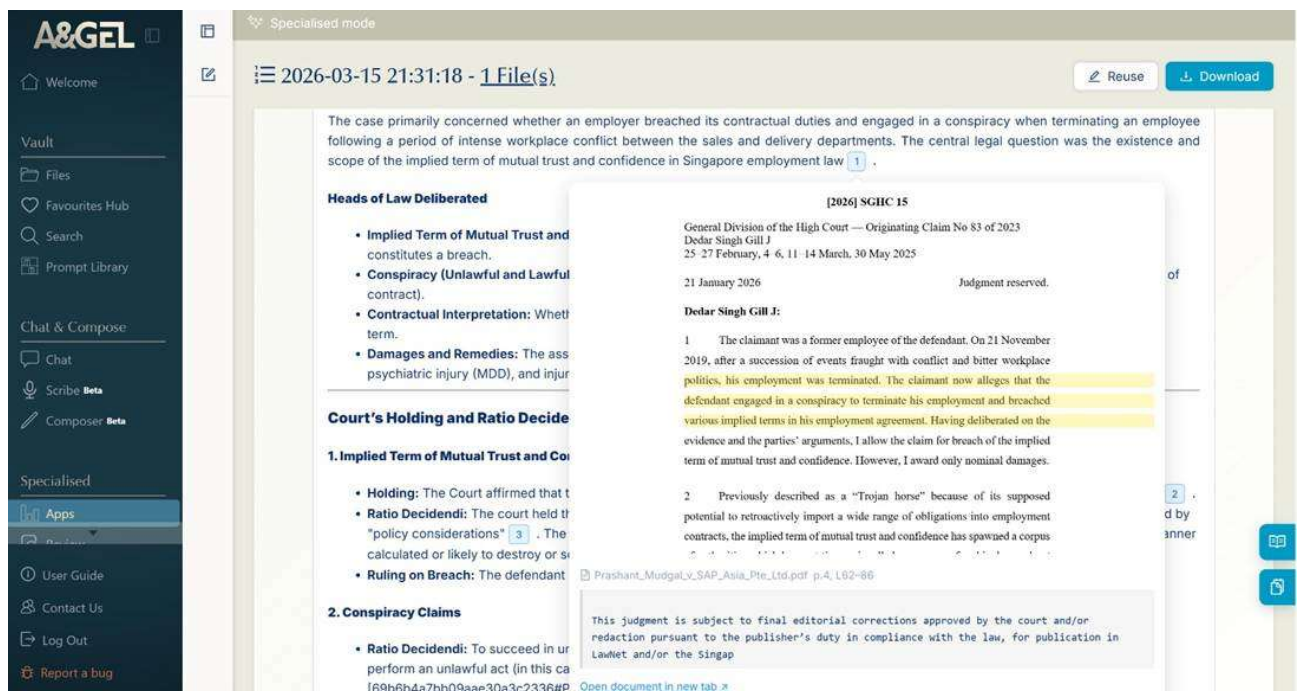 A&GEL
Welcome
Vault
Files
Favourites Hub
Search
Prompt Library
Chat & Compose
Chat
Scribe Beta
Composer Beta
Specialised
Apps
User Guide
Contact Us
Log Out
Report a bug
Specialised mode
2026-03-15 21:31:18 - 1 File(s)
Reuse
Download
The case primarily concerned whether an employer breached its contractual duties and engaged in a conspiracy when terminating an employee
following a period of intense workplace conflict between the sales and delivery departments. The central legal question was the existence and
scope of the implied term of mutual trust and confidence in Singapore employment law 1 .
Heads of Law Deliberated
• Implied Term of Mutual Trust and
constitutes a breach.
• Conspiracy (Unlawful and Lawful
of
contract).
• Contractual Interpretation: Wheth
term.
• Damages and Remedies: The ass
psychiatric injury (MDD), and injur
Court's Holding and Ratio Decide
1. Implied Term of Mutual Trust and Co
• Holding: The Court affirmed that t
2 .
• Ratio Decidendi: The court held th
d by
"policy considerations" 3 . The
anner
calculated or likely to destroy or s
• Ruling on Breach: The defendant
2. Conspiracy Claims
• Ratio Decidendi: To succeed in un
perform an unlawful act (in this ca
[2026] SGHC 15
General Division of the High Court — Originating Claim No 83 of 2023
Dedar Singh Gill J
25–27 February, 4–6, 11–14 March, 30 May 2025
21 January 2026 Judgment reserved.
Dedar Singh Gill J:
1 The claimant was a former employee of the defendant. On 21 November
2019, after a succession of events fraught with conflict and bitter workplace
politics, his employment was terminated. The claimant now alleges that the
defendant engaged in a conspiracy to terminate his employment and breached
various implied terms in his employment agreement. Having deliberated on the
evidence and the parties' arguments, I allow the claim for breach of the implied
term of mutual trust and confidence. However, I award only nominal damages.
2 Previously described as a "Trojan horse" because of its supposed
potential to retroactively import a wide range of obligations into employment
contracts, the implied term of mutual trust and confidence has spawned a corpus
Prashant_Mudgal_v_SAP_Asia_Pte_Ltd.pdf p.4, L62–86
This judgment is subject to final editorial corrections approved by the court and/or
redaction pursuant to the publisher's duty in compliance with the law, for publication in
LawNet and/or the Singap
Open document in new tab